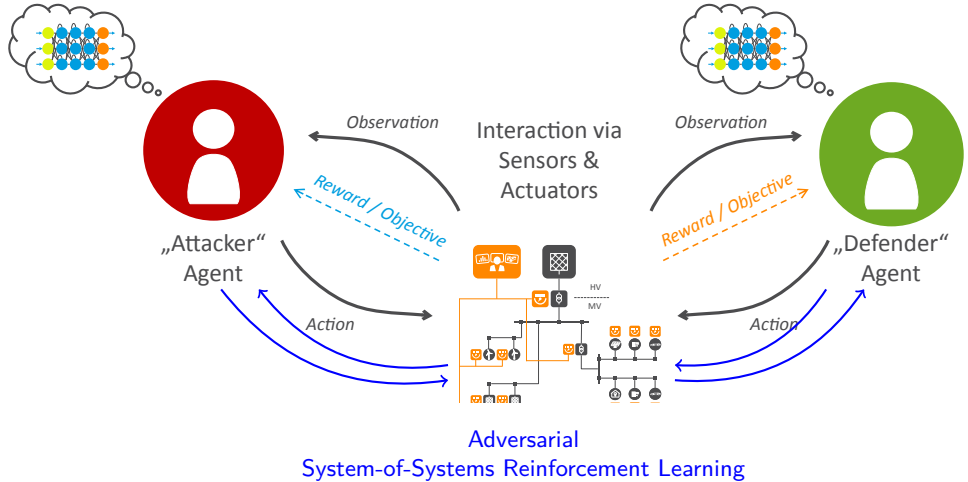 Observation
Interaction via
Sensors &
Actuators
Observation
Reward / Objective
Reward / Objective
„Attacker“
Agent
„Defender“
Agent
HV
MV
Action
Action
Adversarial
System-of-Systems Reinforcement Learning